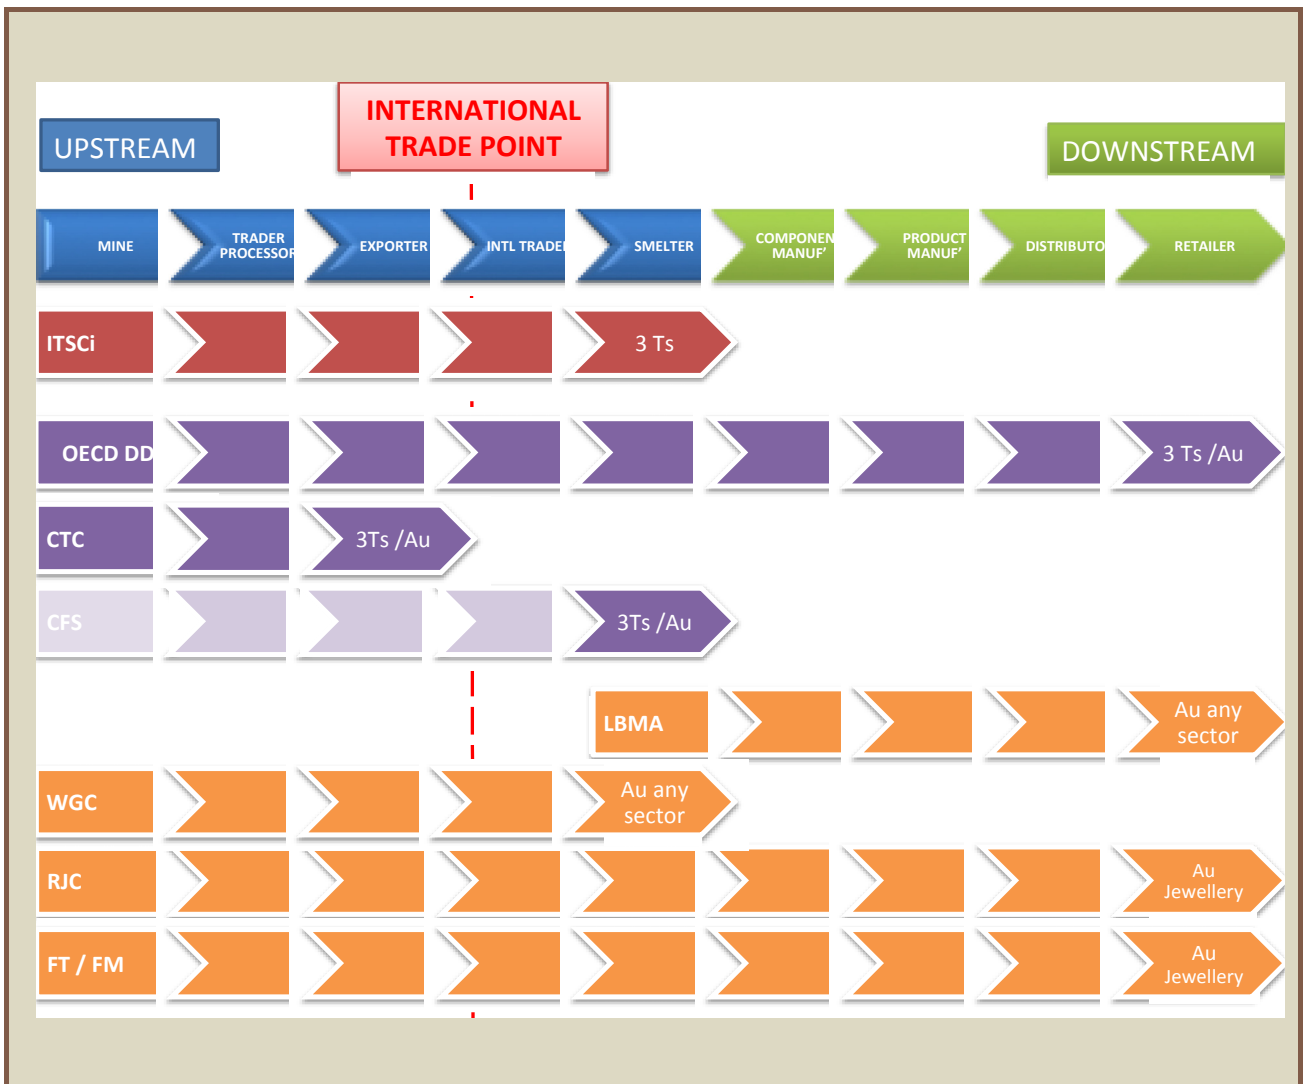 INTERNATIONAL
TRADE POINT
UPSTREAM
DOWNSTREAM
MINE
TRADER
PROCESSOR
EXPORTER
INTL TRADER
SMELTER
COMPONEN
MANUF'
PRODUCT
MANUF'
DISTRIBUTO
RETAILER
ITSCi
3 Ts
OECD DD
3 Ts /Au
CTC
3Ts /Au
CFS
3Ts /Au
LBMA
Au any
sector
WGC
Au any
sector
RJC
Au
Jewellery
FT / FM
Au
Jewellery